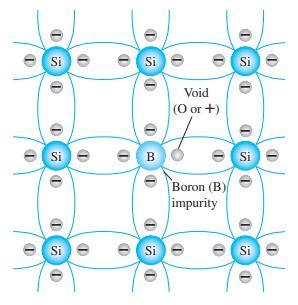 Si Si Si
Void
(O or +)
Si B Si
Boron (B)
impurity
Si Si Si